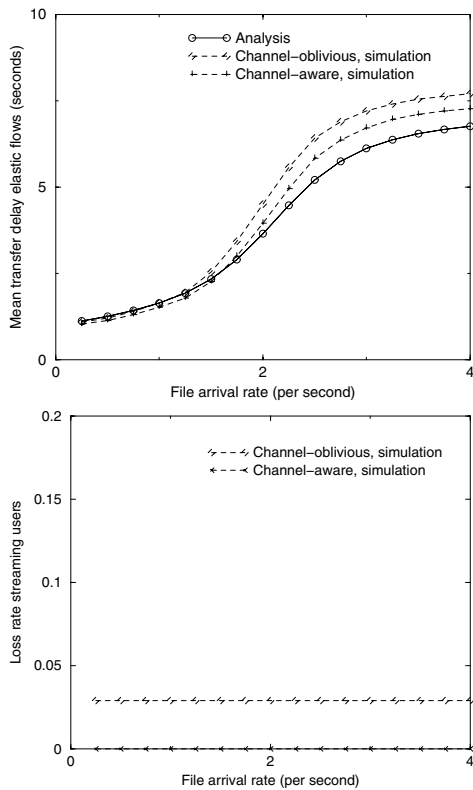 10
Analysis
Channel-oblivious, simulation
Channel-aware, simulation
5
0
0
2
4
Mean transfer delay elastic flows (seconds)
File arrival rate (per second)
0.2
Channel-oblivious, simulation
Channel-aware, simulation
0.15
0.1
0.05
0
0
2
4
Loss rate streaming users
File arrival rate (per second)